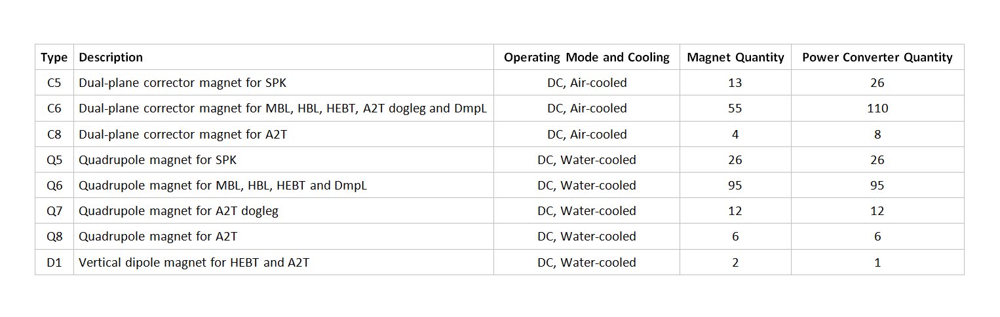 Type Description Operating Mode and Cooling Magnet Quantity Power Converter Quantity
C5 Dual-plane corrector magnet for SPK DC, Air-cooled 13 26
C6 Dual-plane corrector magnet for MBL, HBL, HEBT, A2T dogleg and DmpL DC, Air-cooled 55 110
C8 Dual-plane corrector magnet for A2T DC, Air-cooled 4 8
Q5 Quadrupole magnet for SPK DC, Water-cooled 26 26
Q6 Quadrupole magnet for MBL, HBL, HEBT and DmpL DC, Water-cooled 95 95
Q7 Quadrupole magnet for A2T dogleg DC, Water-cooled 12 12
Q8 Quadrupole magnet for A2T DC, Water-cooled 6 6
D1 Vertical dipole magnet for HEBT and A2T DC, Water-cooled 2 1